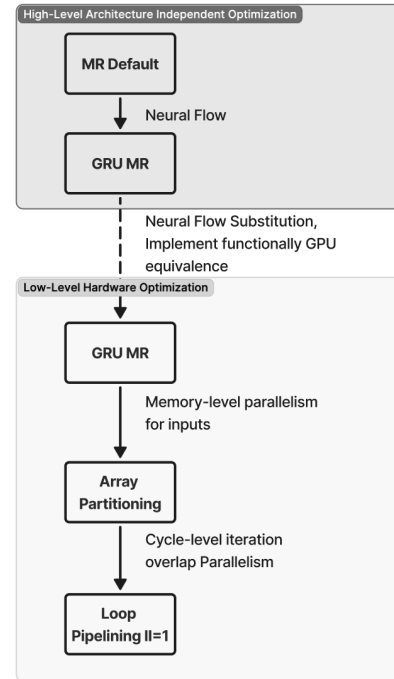 High-Level Architecture Independent Optimization
MR Default
Neural Flow
GRU MR
Neural Flow Substitution,
Implement functionally GPU
equivalence
Low-Level Hardware Optimization
GRU MR
Memory-level parallelism
for inputs
Array
Partitioning
Cycle-level iteration
overlap Parallelism
Loop
Pipelining II=1